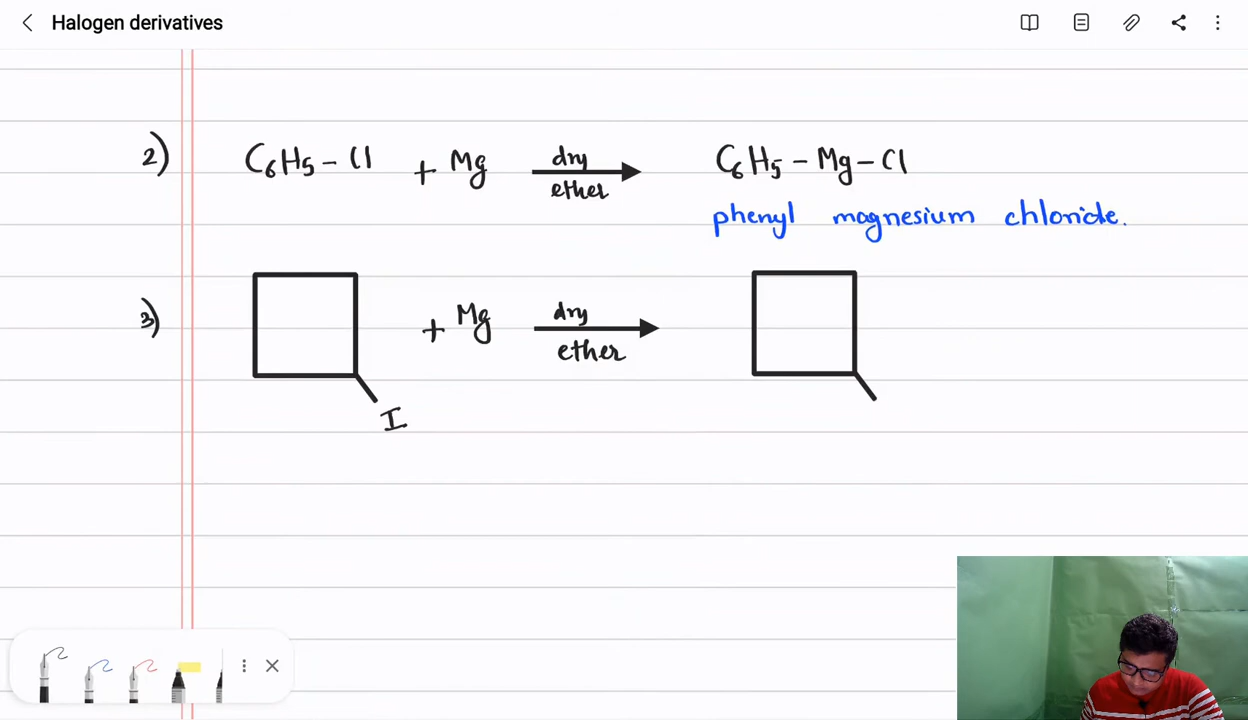 Halogen derivatives
2) C6H5 - Cl + Mg dry ether C6H5 - Mg - Cl
phenyl magnesium chloride.
3) I + Mg dry ether